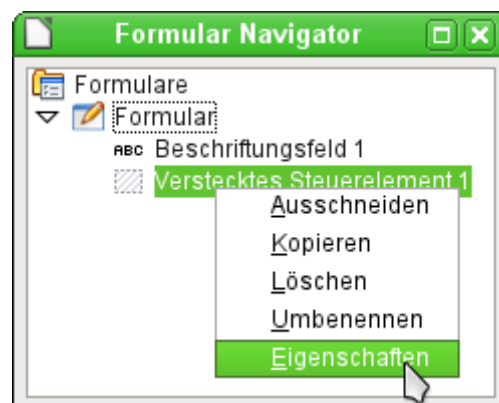 Formular Navigator
Formulare
Formular
ABC Beschriftungsfeld 1
Verstecktes Steuerelement 1
Ausschneiden
Kopieren
Löschen
Umbenennen
Eigenschaften